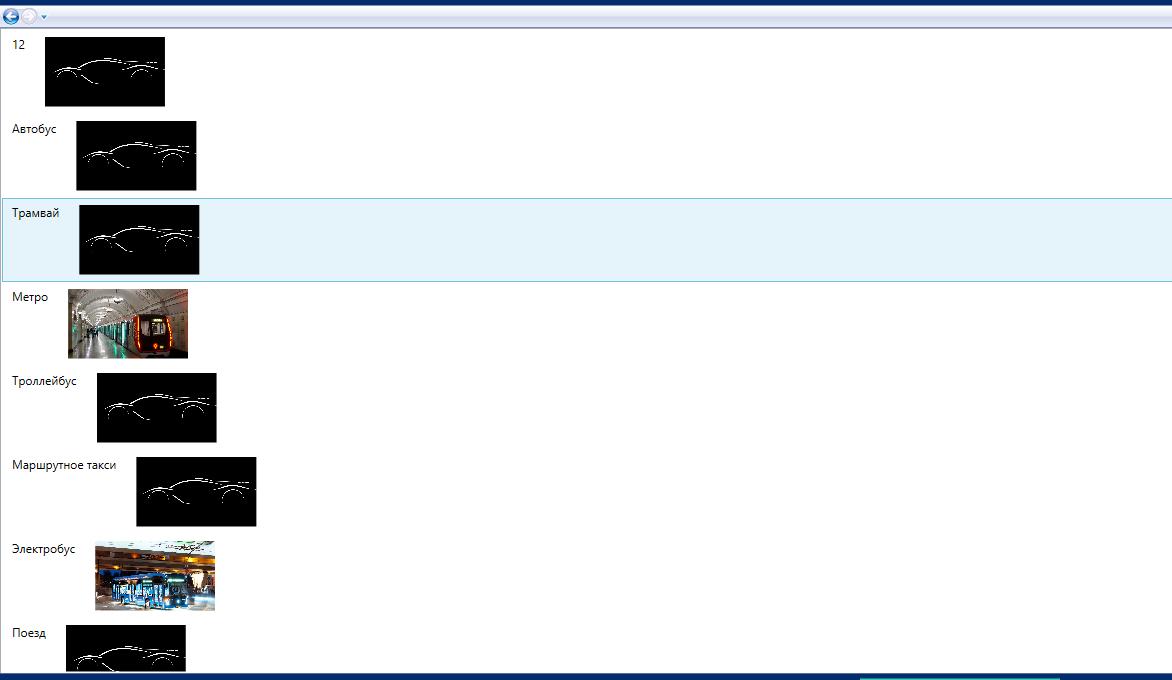 12
Автобус
Трамвай
Метро
Троллейбус
Маршрутное такси
Электробус
Поезд